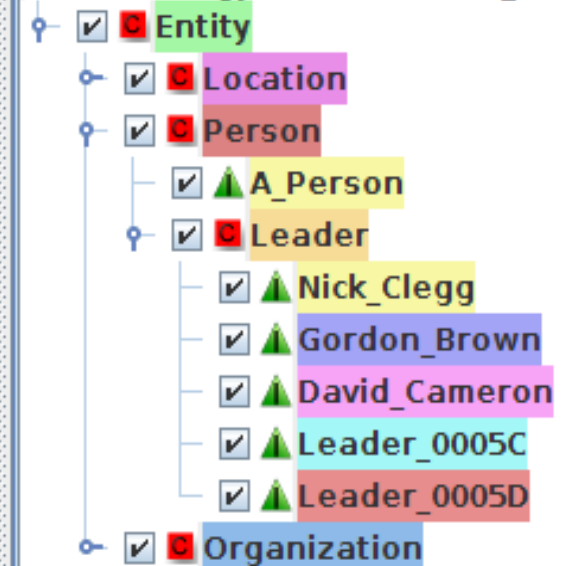 Entity
Location
Person
A_Person
Leader
Nick_Clegg
Gordon_Brown
David_Cameron
Leader_0005C
Leader_0005D
Organization